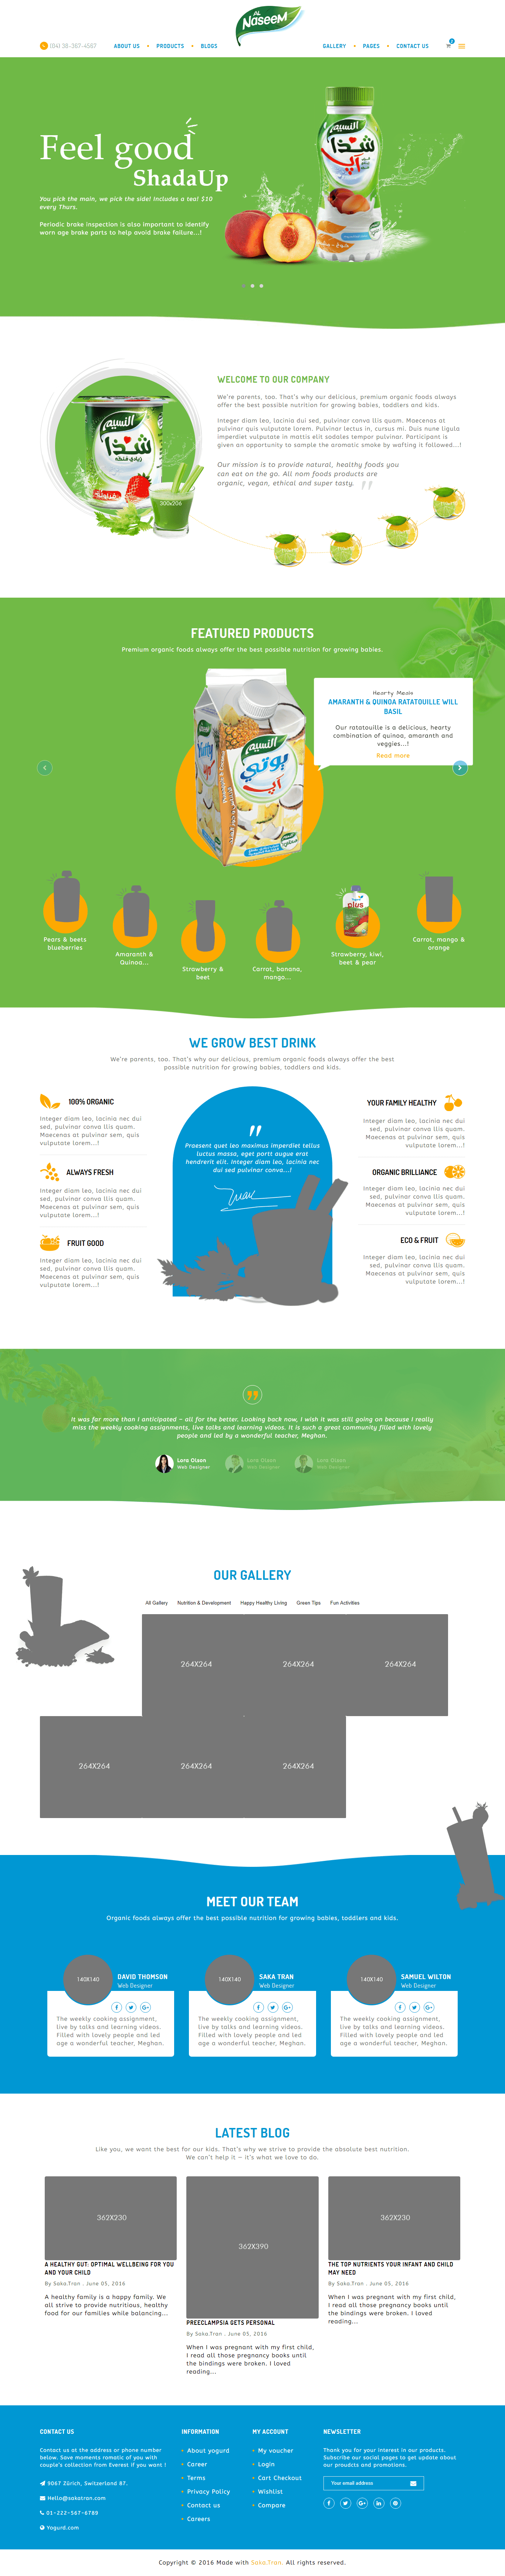 AL
NaseeM
(84) 35-367-4567
ABOUT US
PRODUCTS
BLOGS
GALLERY
PAGES
CONTACT US
2
Feel good
ShadaUp
You pick the main, we pick the side! Includes a tea! $10
every Thurs.
Periodic brake inspection is also important to identify
worn age brake parts to help avoid brake failure...!
النسيم
شذا
آپ
WELCOME TO OUR COMPANY
We're parents, too. That's why our delicious, premium organic foods always
offer the best possible nutrition for growing babies, toddlers and kids.
Integer diam leo, lacinia dui sed, pulvinar conva llis quam. Maecenas at
pulvinar quis vulputate lorem. Pulvinar lectus in, cursus mi. Duis nune ligula
imperdiet vulputate in mattis elit sodales tempor pulvinar. Participant is
given an opportunity to sample the aromatic smoke by wafting it followed...!
Our mission is to provide natural, healthy foods you
can eat on the go. All nom foods products are
organic, vegan, ethical and super tasty.
النسيم
شذا
زبادي فنكه
300x206
FEATURED PRODUCTS
Premium organic foods always offer the best possible nutrition for growing babies.
النسيم
يوتي
آپ
Hearty Meals
AMARANTH & QUINOA RATATOUILLE WILL
BASIL
Our ratatouille is a delicious, hearty
combination of quinoa, amaranth and
veggies...!
Read more
plus
Pears & beets
blueberries
Amaranth &
Quinoa...
Strawberry &
beet
Carrot, banana,
mango...
Strawberry, kiwi,
beet & pear
Carrot, mango &
orange
WE GROW BEST DRINK
We're parents, too. That's why our delicious, premium organic foods always offer the best
possible nutrition for growing babies, toddlers and kids.
100% ORGANIC
Integer diam leo, lacinia nec dui
sed, pulvinar conva llis quam.
Maecenas at pulvinar sem, quis
vulputate lorem...!
ALWAYS FRESH
Integer diam leo, lacinia nec dui
sed, pulvinar conva llis quam.
Maecenas at pulvinar sem, quis
vulputate lorem...!
FRUIT GOOD
Integer diam leo, lacinia nec dui
sed, pulvinar conva llis quam.
Maecenas at pulvinar sem, quis
vulputate lorem...!
Praesent quet leo maximus imperdiet tellus
luctus massa, eget portt augue erat
hendrerit elit. Integer diam leo, lacinia nec
dui sed pulvinar conva...!
YOUR FAMILY HEALTHY
Integer diam leo, lacinia nec dui
sed, pulvinar conva llis quam.
Maecenas at pulvinar sem, quis
vulputate lorem...!
ORGANIC BRILLIANCE
Integer diam leo, lacinia nec dui
sed, pulvinar conva llis quam.
Maecenas at pulvinar sem, quis
vulputate lorem...!
ECO & FRUIT
Integer diam leo, lacinia nec dui
sed, pulvinar conva llis quam.
Maecenas at pulvinar sem, quis
vulputate lorem...!
It was far more than I anticipated – all for the better. Looking back now, I wish it was still going on because I really
miss the weekly cooking assignments, live talks and learning videos. It is such a great community filled with lovely
people and led by a wonderful teacher, Meghan.
Lora Olsen
Web Designer
Lora Olsen
Web Designer
Lora Olsen
Web Designer
OUR GALLERY
All Gallery
Nutrition & Development
Happy Healthy Living
Green Tips
Fun Activities
264X264
264X264
264X264
264X264
264X264
264X264
MEET OUR TEAM
Organic foods always offer the best possible nutrition for growing babies, toddlers and kids.
140X140
DAVID THOMSON
Web Designer
The weekly cooking assignment,
live by talks and learning videos.
Filled with lovely people and led
age a wonderful teacher, Meghan.
140X140
SAKA TRAN
Web Designer
The weekly cooking assignment,
live by talks and learning videos.
Filled with lovely people and led
age a wonderful teacher, Meghan.
140X140
SAMUEL WILTON
Web Designer
The weekly cooking assignment,
live by talks and learning videos.
Filled with lovely people and led
age a wonderful teacher, Meghan.
LATEST BLOG
Like you, we want the best for our kids. That's why we strive to provide the absolute best nutrition.
We can't help it – it's what we love to do.
362X230
A HEALTHY GUT: OPTIMAL WELLBEING FOR YOU
AND YOUR CHILD
By Saka.Tran . June 05, 2016
A healthy family is a happy family. We
all strive to provide nutritious, healthy
food for our families while balancing...
362X390
PREECLAMPSIA GETS PERSONAL
By Saka.Tran . June 05, 2016
When I was pregnant with my first child,
I read all those pregnancy books until
the bindings were broken. I loved
reading...
362X230
THE TOP NUTRIENTS YOUR INFANT AND CHILD
MAY NEED
By Saka.Tran . June 05, 2016
When I was pregnant with my first child,
I read all those pregnancy books until
the bindings were broken. I loved
reading...
CONTACT US
Contact us at the address or phone number
below. Save moments romatic of you with
couple's collection from Everest if you want !
9067 Zürich, Switzerland 87.
Hello@sakatran.com
01-222-567-6789
Yogurd.com
INFORMATION
About yogurd
Career
Terms
Privacy Policy
Contact us
Careers
MY ACCOUNT
My voucher
Login
Cart Checkout
Wishlist
Compare
NEWSLETTER
Thank you for your interest in our products.
Subscribe our social pages to get update about
our proudcts and promotions.
Your email address
Copyright © 2016 Made with Saka.Tran. All rights reserved.